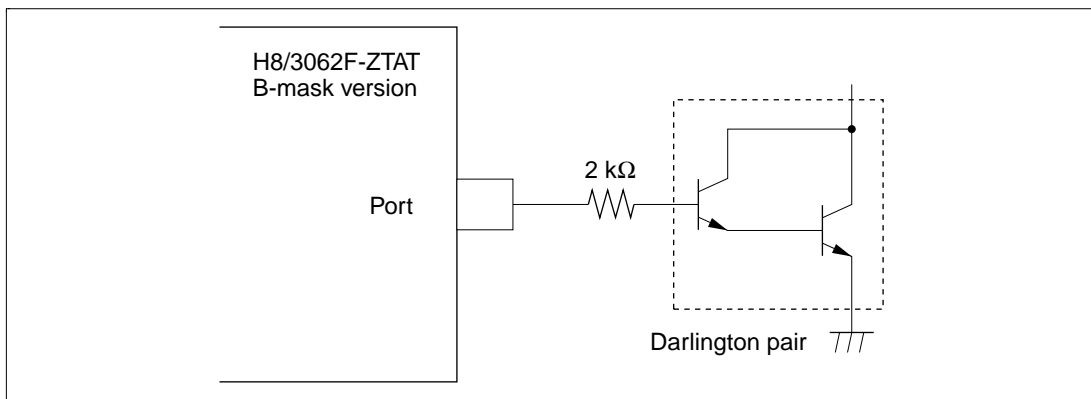 H8/3062F-ZTAT
B-mask version
Port
2 kΩ
Darlington pair